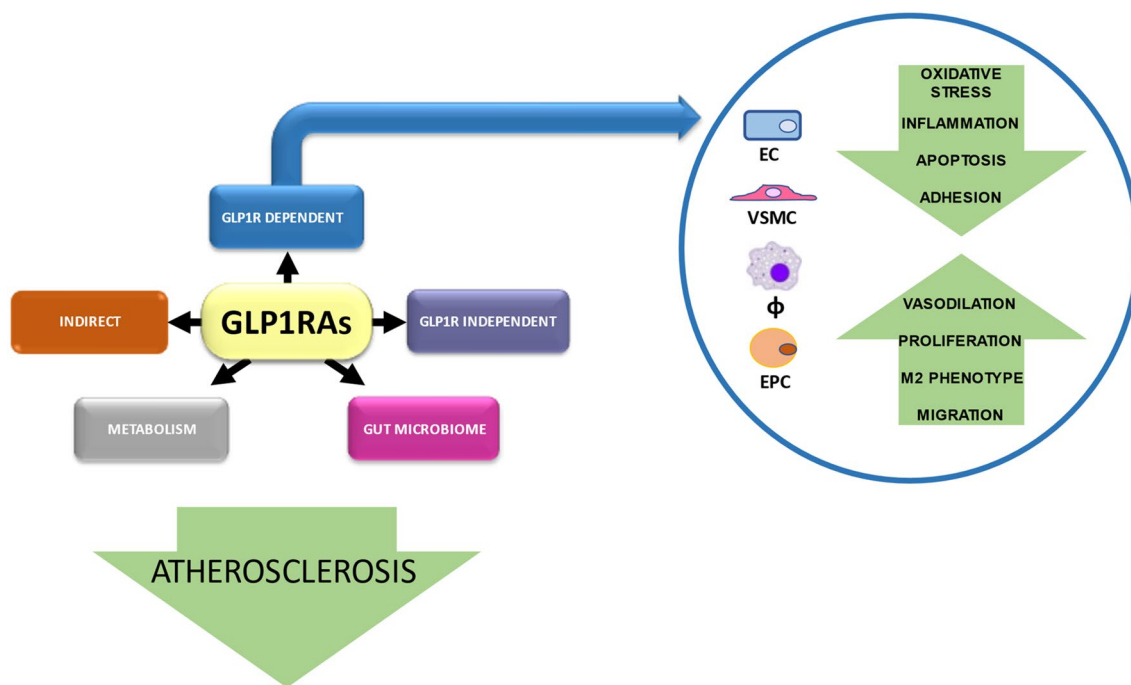 GLP1R DEPENDENT
INDIRECT
GLP1RAs
GLP1R INDEPENDENT
METABOLISM
GUT MICROBIOME
ATHEROSCLEROSIS
EC
VSMC
ϕ
EPC
OXIDATIVE
STRESS
INFLAMMATION
APOPTOSIS
ADHESION
VASODILATION
PROLIFERATION
M2 PHENOTYPE
MIGRATION